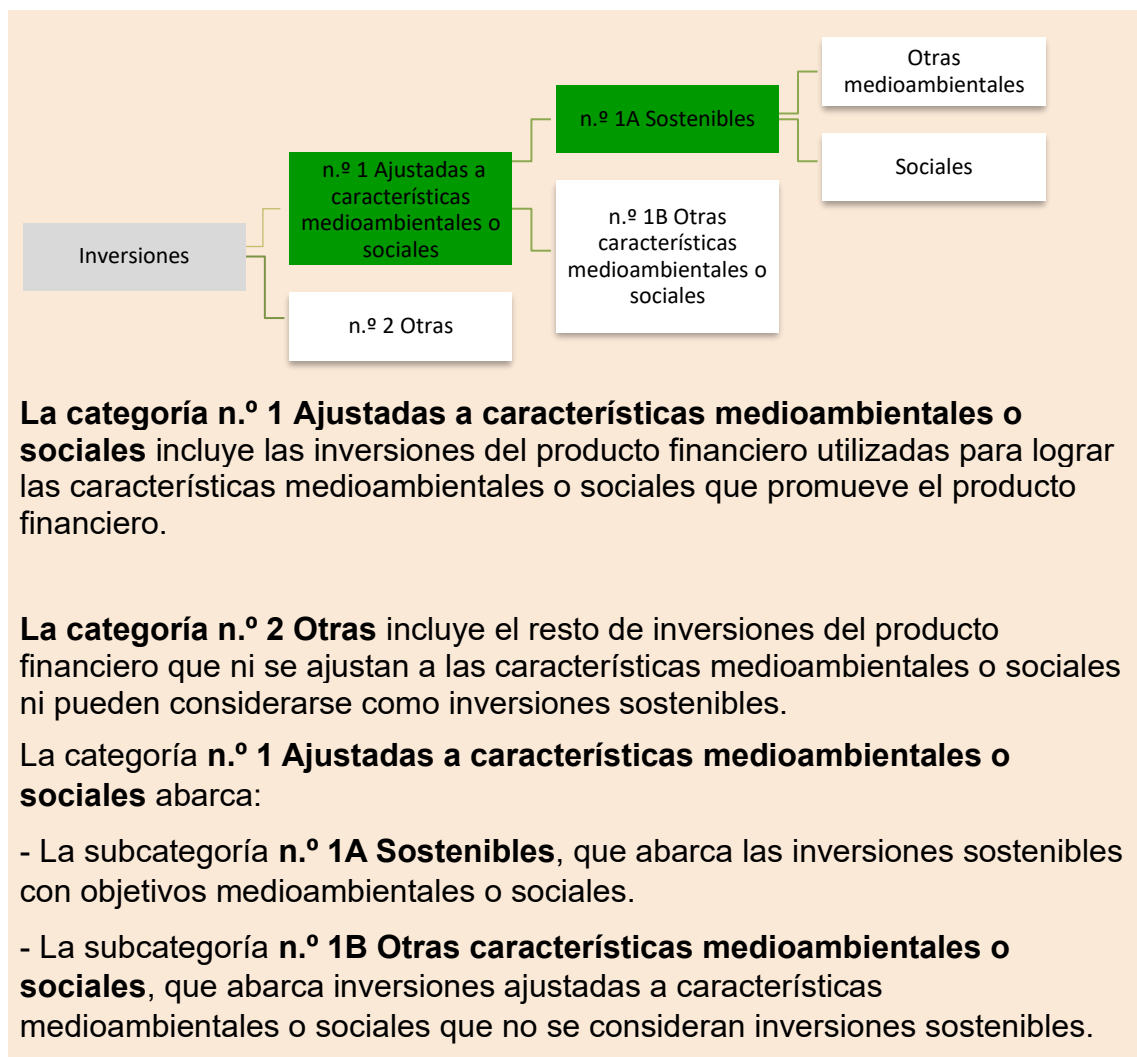 Otras
medioambientales
n.º 1A Sostenibles
Sociales
n.º 1 Ajustadas a
características
medioambientales o
sociales
n.º 1B Otras
características
medioambientales o
sociales
Inversiones
n.º 2 Otras
La categoría n.º 1 Ajustadas a características medioambientales o
sociales incluye las inversiones del producto financiero utilizadas para lograr
las características medioambientales o sociales que promueve el producto
financiero.
La categoría n.º 2 Otras incluye el resto de inversiones del producto
financiero que ni se ajustan a las características medioambientales o sociales
ni pueden considerarse como inversiones sostenibles.
La categoría n.º 1 Ajustadas a características medioambientales o
sociales abarca:
- La subcategoría n.º 1A Sostenibles, que abarca las inversiones sostenibles
con objetivos medioambientales o sociales.
- La subcategoría n.º 1B Otras características medioambientales o
sociales, que abarca inversiones ajustadas a características
medioambientales o sociales que no se consideran inversiones sostenibles.